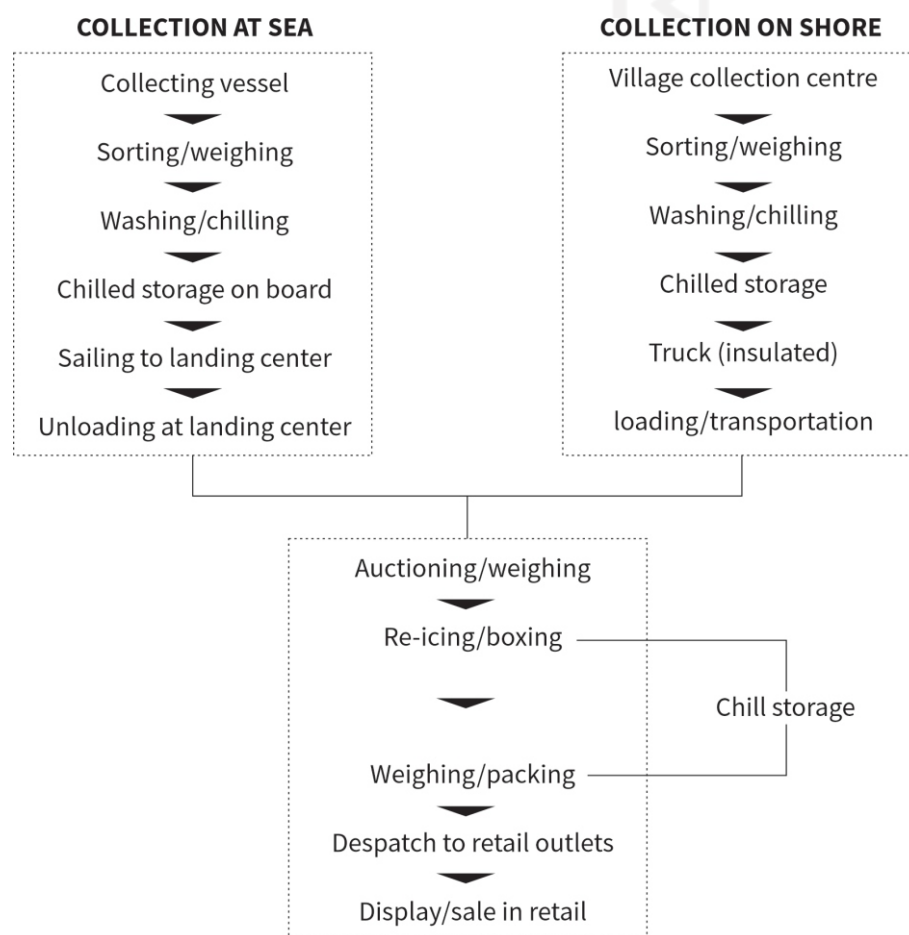 COLLECTION AT SEA
Collecting vessel
Sorting/weighing
Washing/chilling
Chilled storage on board
Sailing to landing center
Unloading at landing center
COLLECTION ON SHORE
Village collection centre
Sorting/weighing
Washing/chilling
Chilled storage
Truck (insulated)
loading/transportation
Auctioning/weighing
Re-icing/boxing
Chill storage
Weighing/packing
Despatch to retail outlets
Display/sale in retail